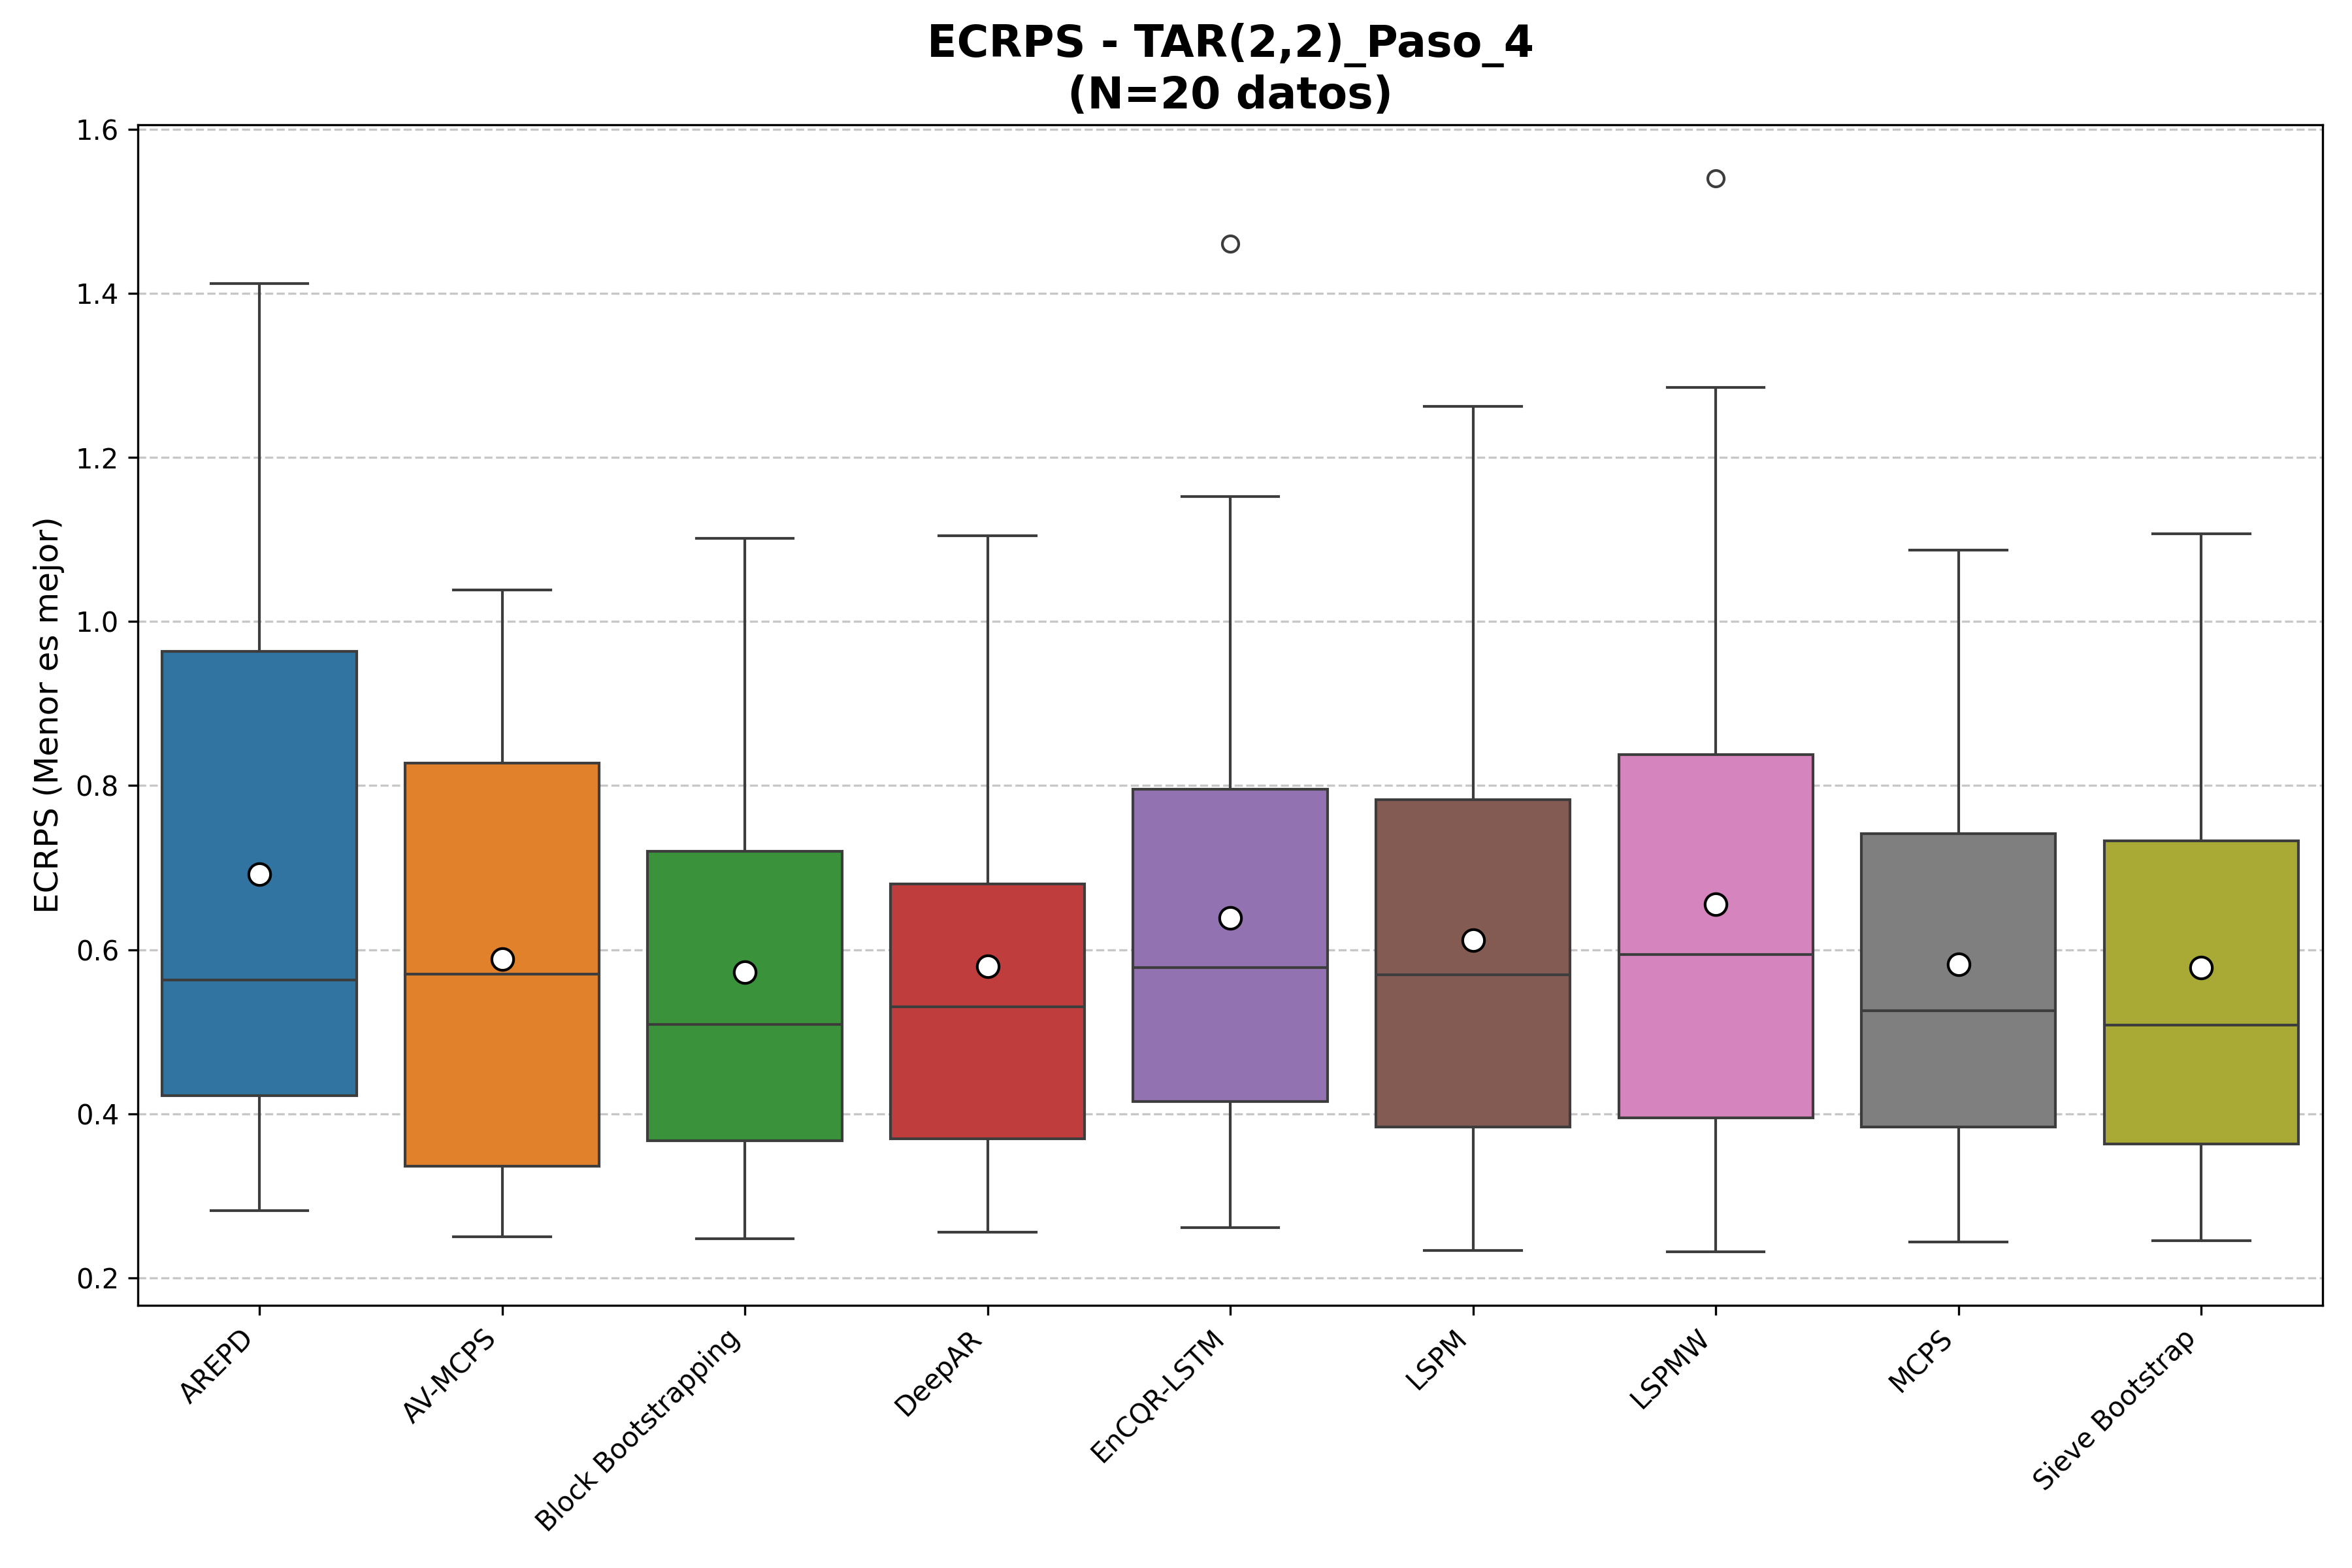 ECRPS - TAR(2,2)_Paso_4
(N=20 datos)
ECRPS (Menor es mejor)
1.6
1.4
1.2
1.0
0.8
0.6
0.4
0.2
AREPD
AV-MCPS
Block Bootstrapping
DeepAR
EnCQR-LSTM
LSPM
LSPMW
MCPS
Sieve Bootstrap